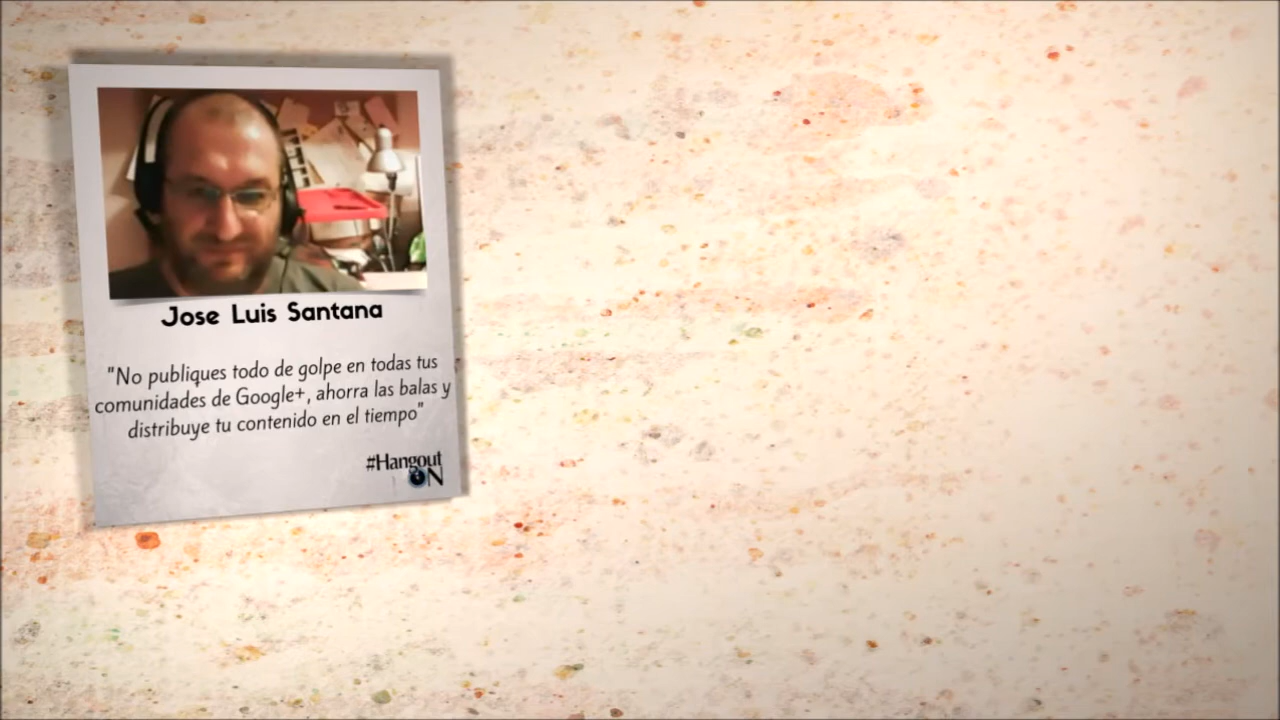 Jose Luis Santana
"No publiques todo de golpe en todas tus
comunidades de Google+, ahorra las balas y
distribuye tu contenido en el tiempo"
#Hangout
ON